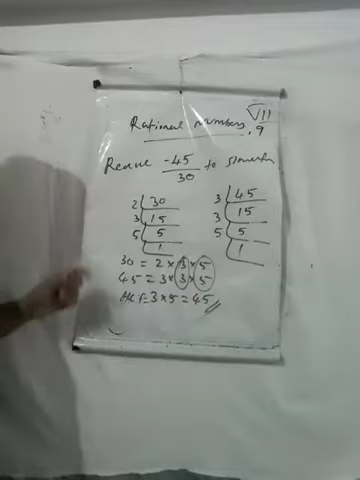 VII
Rational numbers, 9
Reduce -45/30 to
2 30 3 45
3 15 3 15
5 5 5 5
1 1
30 = 2 × 3 × 5
45 = 3 × 3 × 5
HCF = 3 × 5 = 45